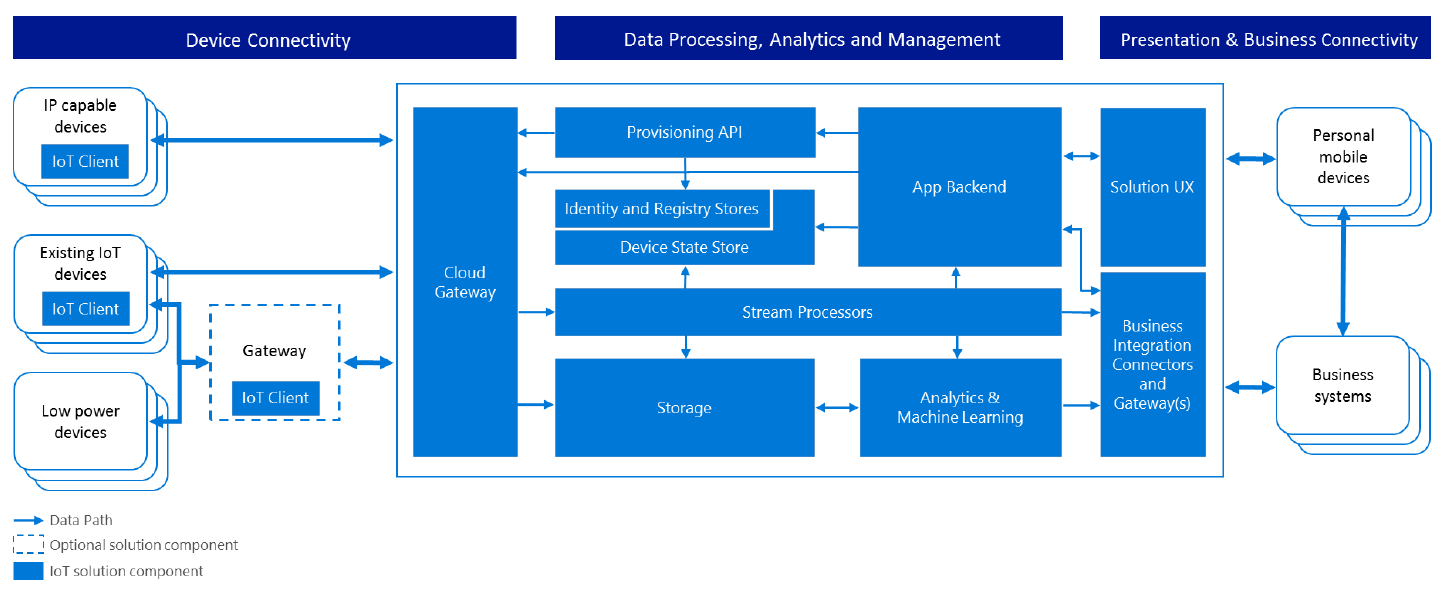 Device Connectivity
Data Processing, Analytics and Management
Presentation & Business Connectivity
IP capable
devices
IoT Client
Existing IoT
devices
IoT Client
Low power
devices
Gateway
IoT Client
Cloud
Gateway
Provisioning API
Identity and Registry Stores
Device State Store
App Backend
Stream Processors
Storage
Analytics &
Machine Learning
Solution UX
Business
Integration
Connectors
and
Gateway(s)
Personal
mobile
devices
Business
systems
Data Path
Optional solution component
IoT solution component